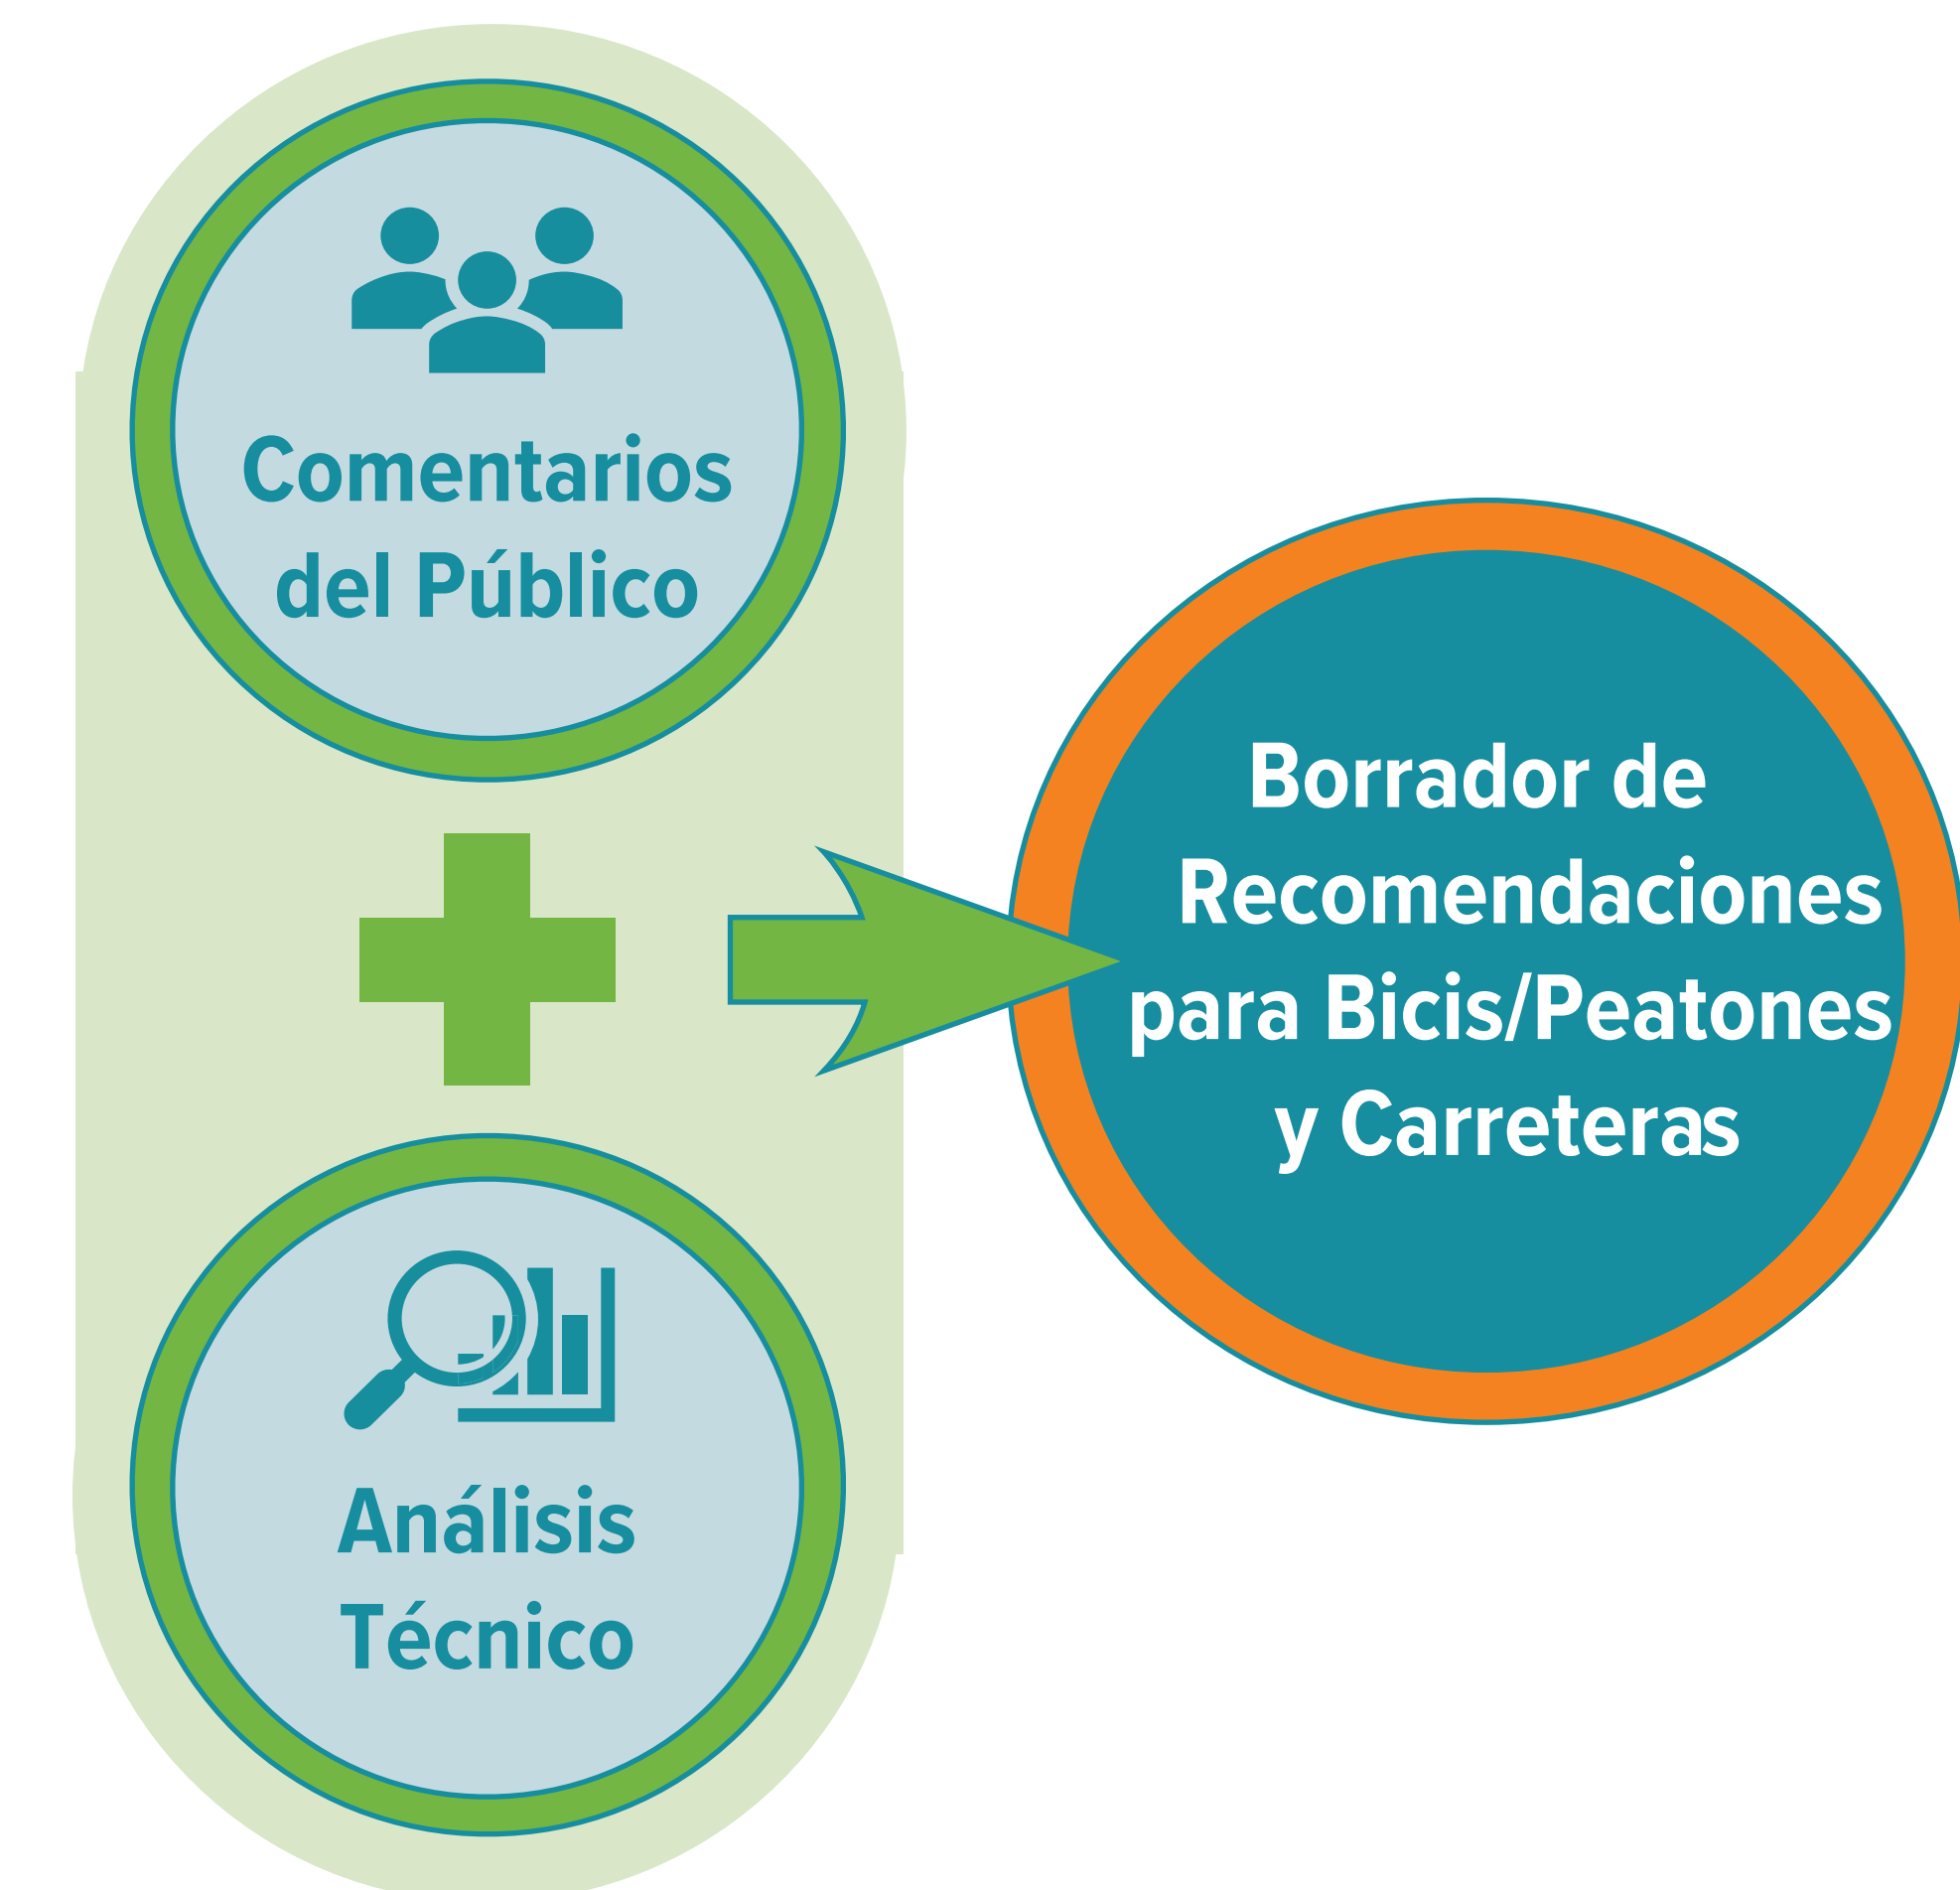 Comentarios
del Público
Análisis
Técnico
Borrador de
Recomendaciones
para Bicis/Peatones
y Carreteras